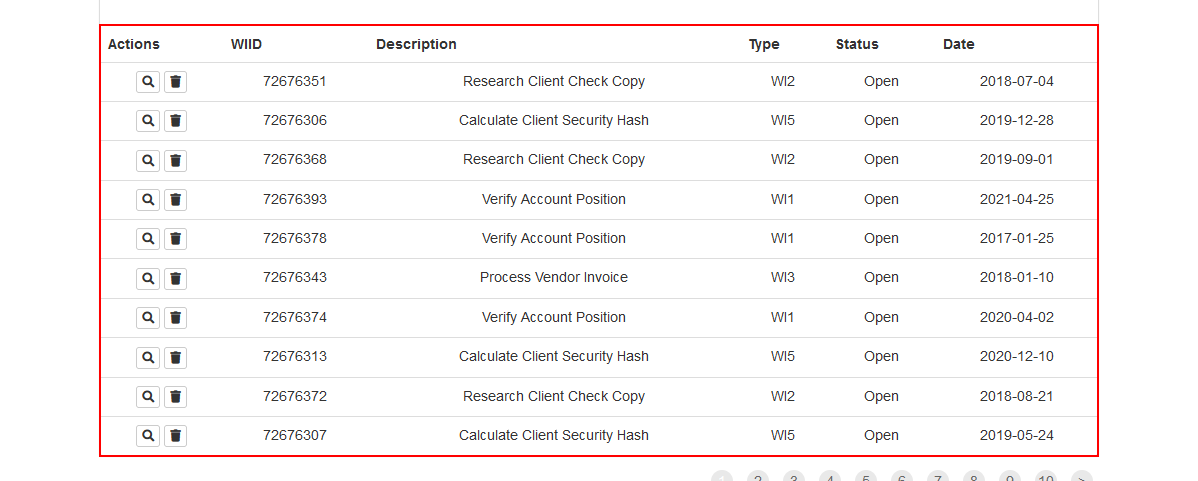 Actions WIID Description Type Status Date
72676351 Research Client Check Copy WI2 Open 2018-07-04
72676306 Calculate Client Security Hash WI5 Open 2019-12-28
72676368 Research Client Check Copy WI2 Open 2019-09-01
72676393 Verify Account Position WI1 Open 2021-04-25
72676378 Verify Account Position WI1 Open 2017-01-25
72676343 Process Vendor Invoice WI3 Open 2018-01-10
72676374 Verify Account Position WI1 Open 2020-04-02
72676313 Calculate Client Security Hash WI5 Open 2020-12-10
72676372 Research Client Check Copy WI2 Open 2018-08-21
72676307 Calculate Client Security Hash WI5 Open 2019-05-24
1 2 3 4 5 6 7 8 9 10 >